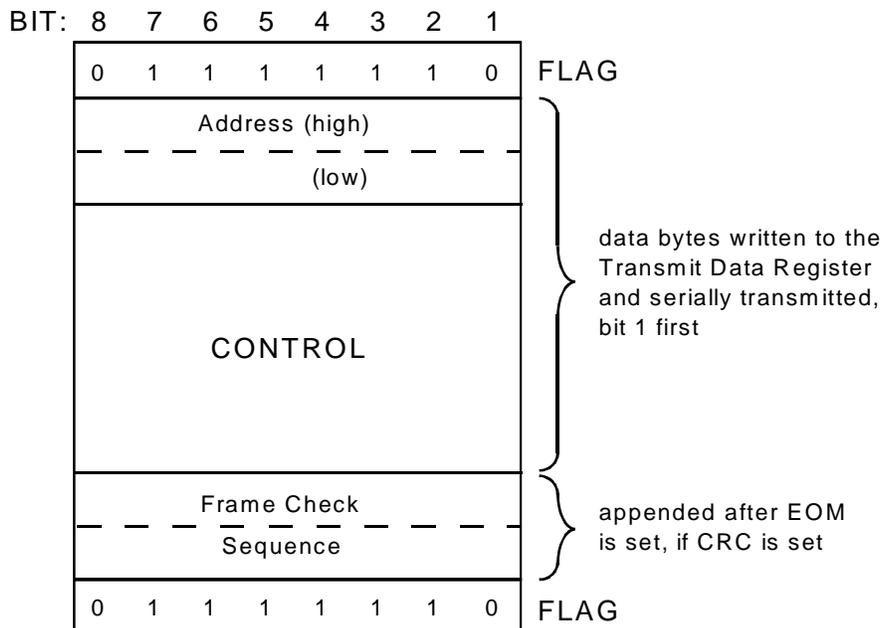 BIT: 8 7 6 5 4 3 2 1
0 1 1 1 1 1 1 0 FLAG
Address (high)
(low)
data bytes written to the
Transmit Data Register
and serially transmitted,
bit 1 first
CONTROL
Frame Check
Sequence
appended after EOM
is set, if CRC is set
0 1 1 1 1 1 1 0 FLAG